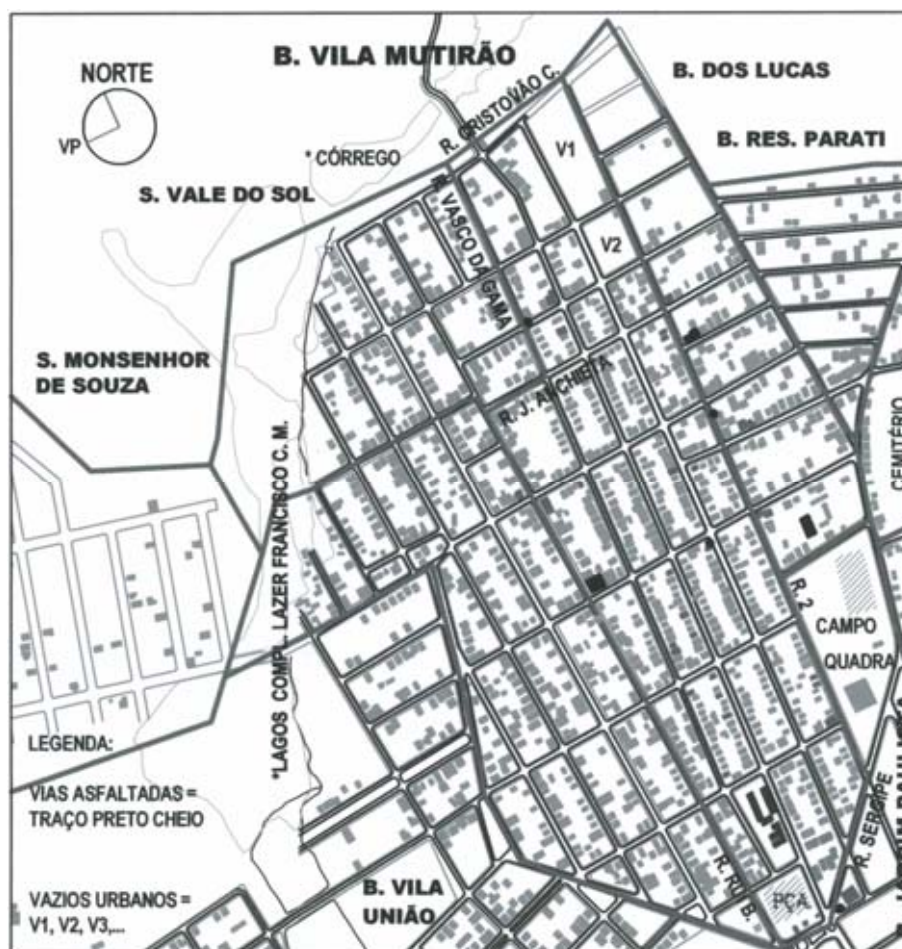 B. VILA MUTIRÃO
NORTE
VP
B. DOS LUCAS
R. CRISTOVÃO C.
* CÓRREGO
V1
B. RES. PARATI
S. VALE DO SOL
R. VASCO DA GAMA
V2
S. MONSENHOR
DE SOUZA
R. J. ANCHIETA
CEMITÉRIO
*LAGOS COMPL. LAZER FRANCISCO C. M.
R. 2
CAMPO
QUADRA
LEGENDA:
VIAS ASFALTADAS =
TRAÇO PRETO CHEIO
R. SERGIPE
VAZIOS URBANOS =
V1, V2, V3,...
B. VILA
UNIÃO
R. RUI B.
PÇA